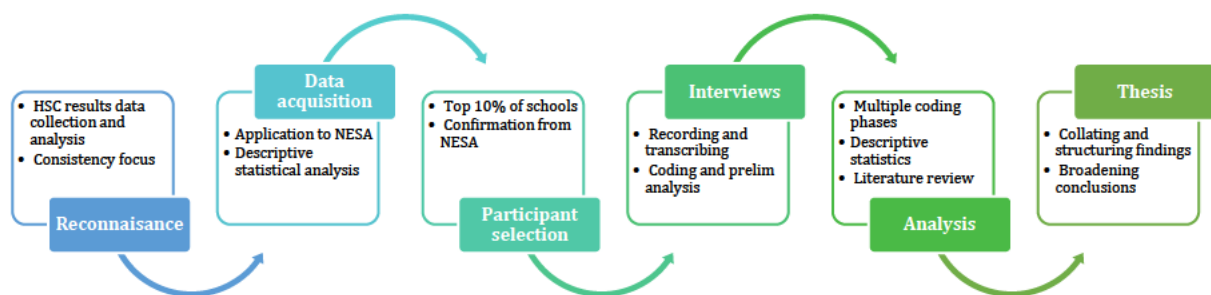 • HSC results data
collection and
analysis
• Consistency focus
Reconnaisance
Data
acquisition
• Application to NESA
• Descriptive
statistical analysis
• Top 10% of schools
• Confirmation from
NESA
Participant
selection
Interviews
• Recording and
transcribing
• Coding and prelim
analysis
• Multiple coding
phases
• Descriptive
statistics
• Literature review
Analysis
Thesis
• Collating and
structuring findings
• Broadening
conclusions